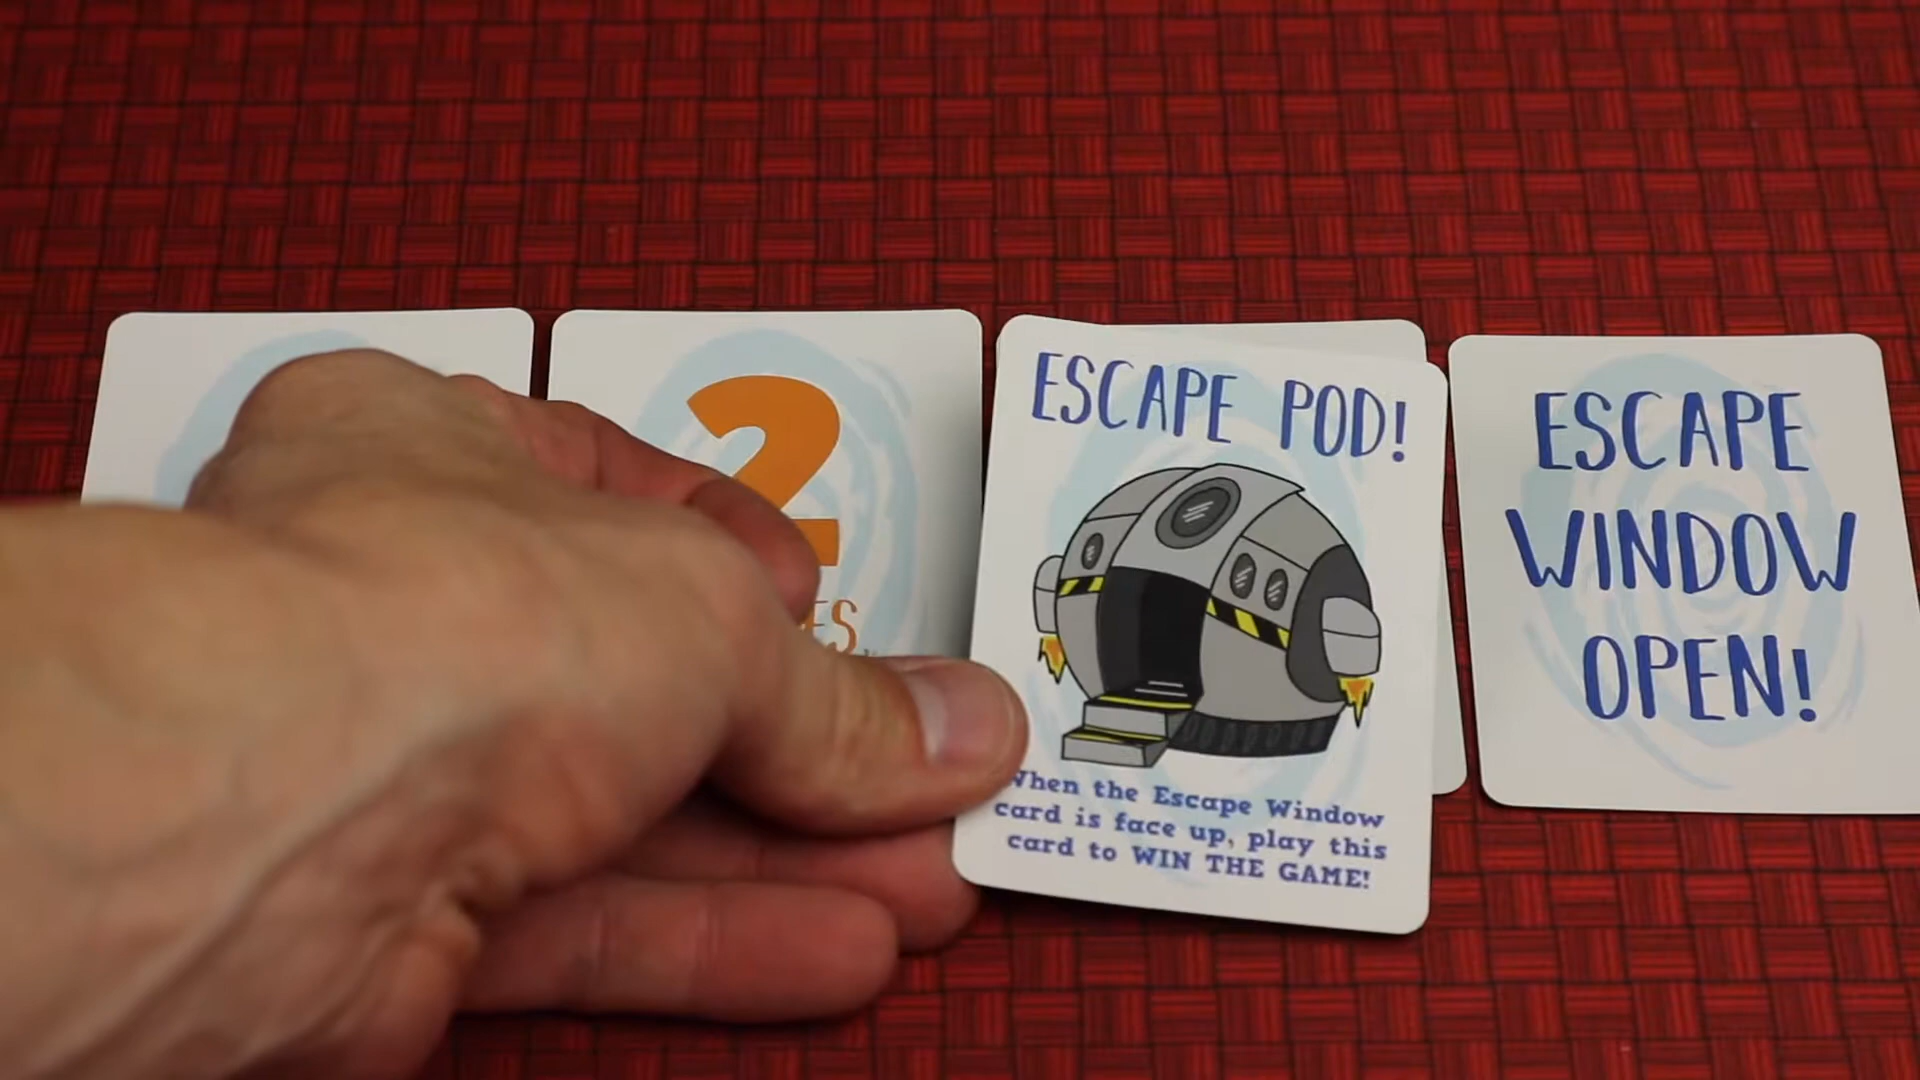 2
ESCAPE POD!
When the Escape Window
card is face up, play this
card to WIN THE GAME!
ESCAPE
WINDOW
OPEN!